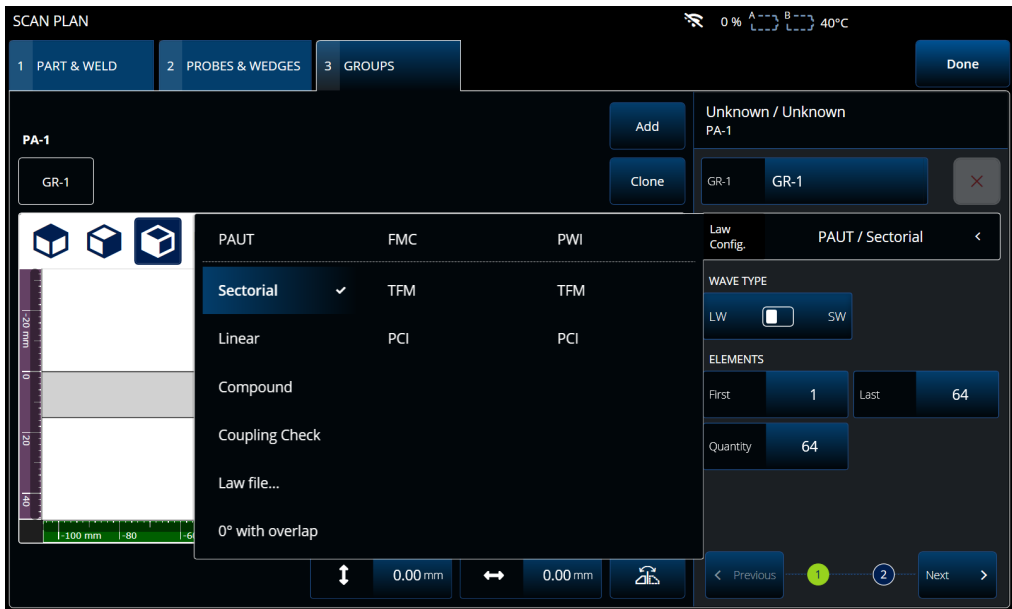 SCAN PLAN
0 % A B 40°C
1 PART & WELD
2 PROBES & WEDGES
3 GROUPS
Done
PA-1
Add
GR-1
Clone
Unknown / Unknown
PA-1
GR-1 GR-1
Law Config. PAUT / Sectorial
PAUT FMC PWI
Sectorial TFM TFM
Linear PCI PCI
Compound
Coupling Check
Law file...
0° with overlap
WAVE TYPE
LW SW
ELEMENTS
First 1 Last 64
Quantity 64
-20 mm
0
20
40
-100 mm -80 -6
0.00 mm 0.00 mm
Previous 1 2 Next